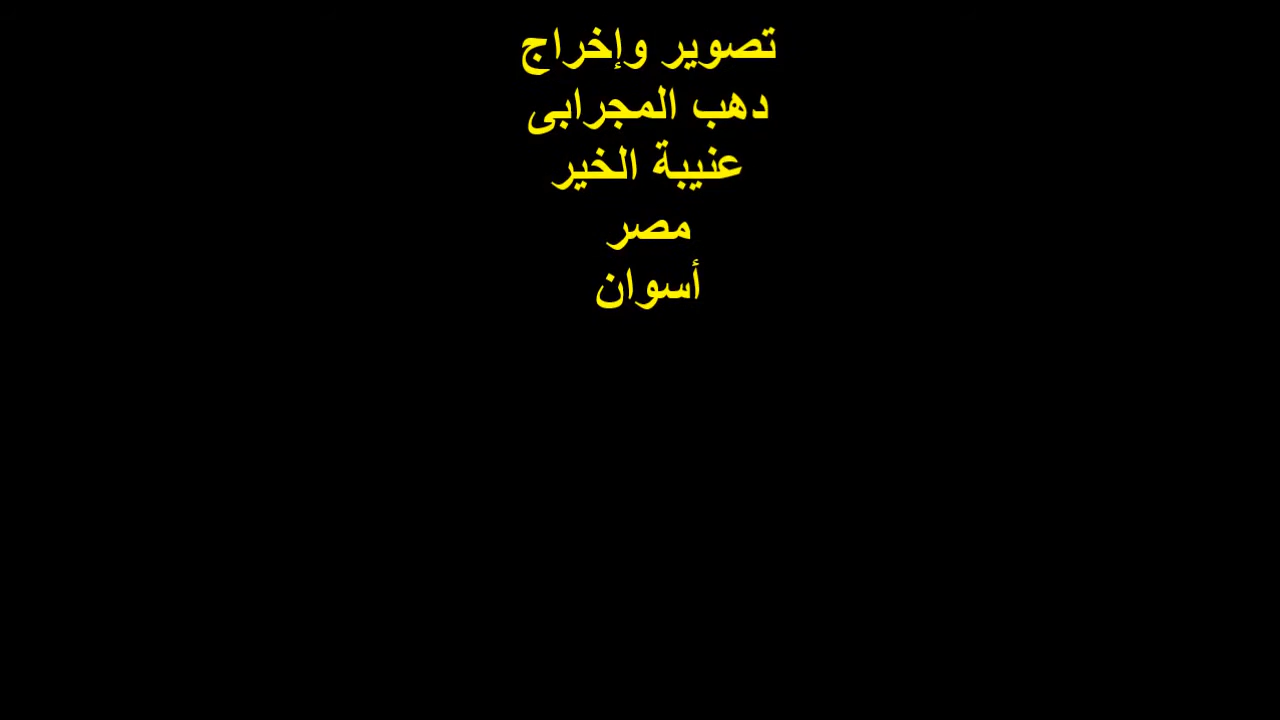 تصوير وإخراج
دهب المجرابى
عنيبة الخير
مصر
أسوان